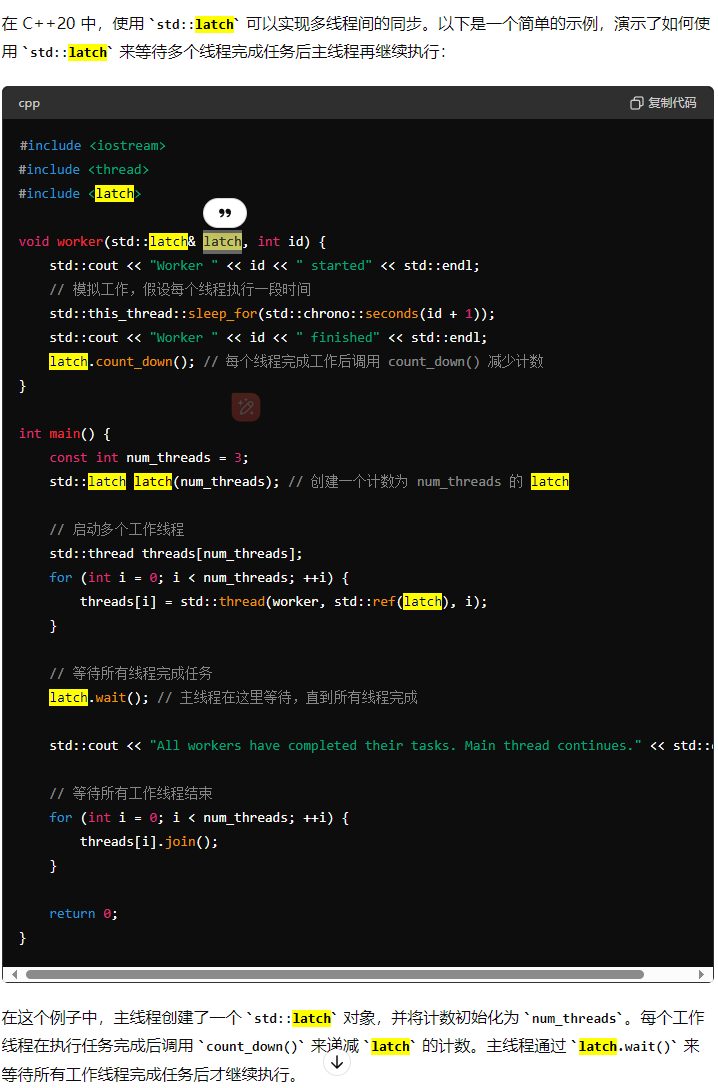 在 C++20 中，使用 `std::latch` 可以实现多线程间的同步。以下是一个简单的示例，演示了如何使
用 `std::latch` 来等待多个线程完成任务后主线程再继续执行：
cpp 复制代码
#include <iostream>
#include <thread>
#include <latch>
void worker(std::latch& latch, int id) {
    std::cout << "Worker " << id << " started" << std::endl;
    // 模拟工作，假设每个线程执行一段时间
    std::this_thread::sleep_for(std::chrono::seconds(id + 1));
    std::cout << "Worker " << id << " finished" << std::endl;
    latch.count_down(); // 每个线程完成工作后调用 count_down() 减少计数
}
int main() {
    const int num_threads = 3;
    std::latch latch(num_threads); // 创建一个计数为 num_threads 的 latch
    // 启动多个工作线程
    std::thread threads[num_threads];
    for (int i = 0; i < num_threads; ++i) {
        threads[i] = std::thread(worker, std::ref(latch), i);
    }
    // 等待所有线程完成任务
    latch.wait(); // 主线程在这里等待，直到所有线程完成
    std::cout << "All workers have completed their tasks. Main thread continues." << std::
    // 等待所有工作线程结束
    for (int i = 0; i < num_threads; ++i) {
        threads[i].join();
    }
    return 0;
}
在这个例子中，主线程创建了一个 `std::latch` 对象，并将计数初始化为 `num_threads`。每个工作
线程在执行任务完成后调用 `count_down()` 来递减 `latch` 的计数。主线程通过 `latch.wait()` 来
等待所有工作线程完成任务后才继续执行。